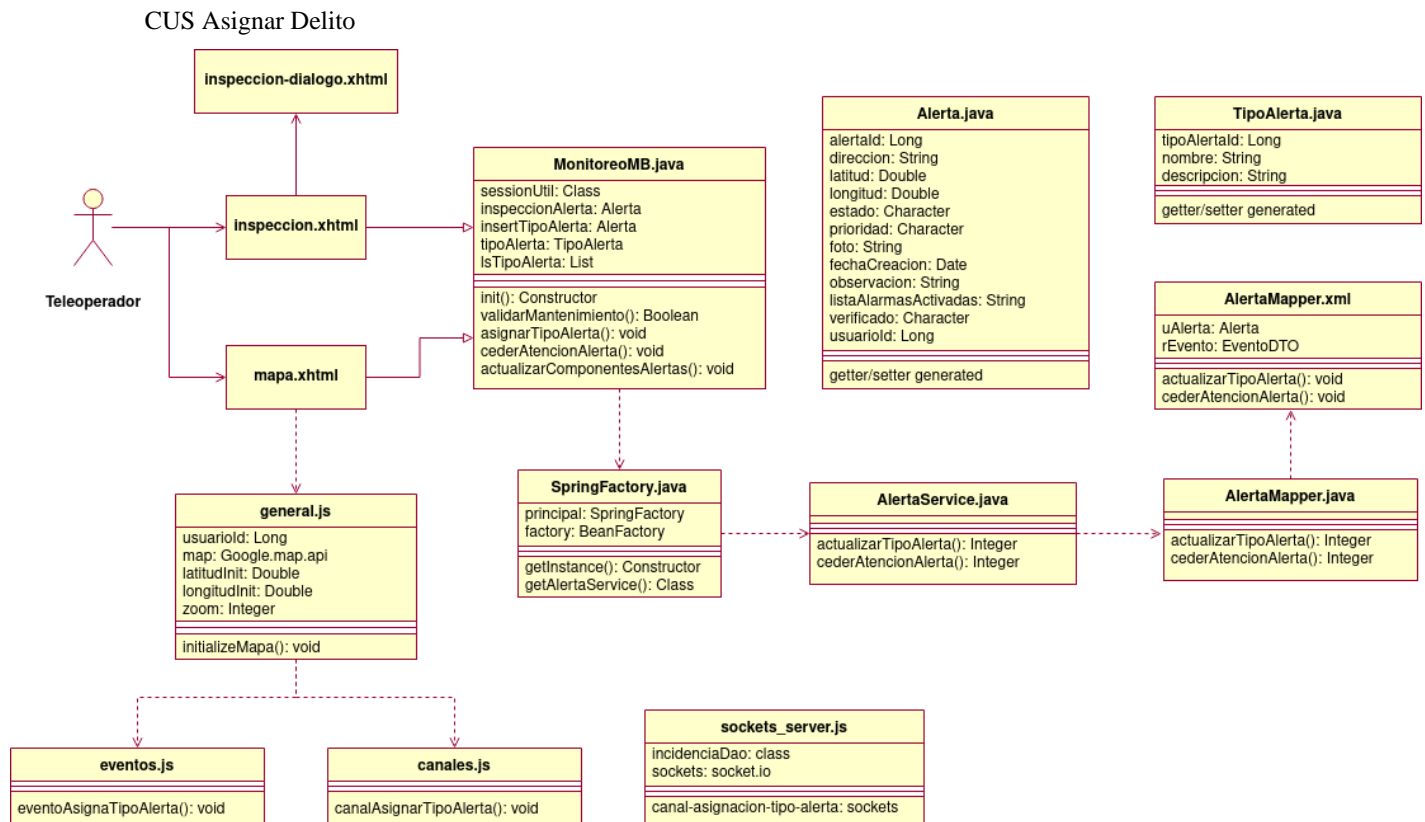 CUS Asignar Delito
inspeccion-dialogo.xhtml
Teleoperador
inspeccion.xhtml
mapa.xhtml
MonitoreoMB.java
sessionUtil: Class
inspeccionAlerta: Alerta
insertTipoAlerta: Alerta
tipoAlerta: TipoAlerta
lsTipoAlerta: List
init(): Constructor
validarMantenimiento(): Boolean
asignarTipoAlerta(): void
cederAtencionAlerta(): void
actualizarComponentesAlertas(): void
Alerta.java
alertaId: Long
direccion: String
latitud: Double
longitud: Double
estado: Character
prioridad: Character
foto: String
fechaCreacion: Date
observacion: String
listaAlarmasActivadas: String
verificado: Character
usuarioId: Long
getter/setter generated
TipoAlerta.java
tipoAlertaId: Long
nombre: String
descripcion: String
getter/setter generated
AlertaMapper.xml
uAlerta: Alerta
rEvento: EventoDTO
actualizarTipoAlerta(): void
cederAtencionAlerta(): void
general.js
usuarioId: Long
map: Google.map.api
latitudInit: Double
longitudInit: Double
zoom: Integer
initializeMapa(): void
SpringFactory.java
principal: SpringFactory
factory: BeanFactory
getInstance(): Constructor
getAlertaService(): Class
AlertaService.java
actualizarTipoAlerta(): Integer
cederAtencionAlerta(): Integer
AlertaMapper.java
actualizarTipoAlerta(): Integer
cederAtencionAlerta(): Integer
eventos.js
eventoAsignaTipoAlerta(): void
canales.js
canalAsignarTipoAlerta(): void
sockets_server.js
incidenciaDao: class
sockets: socket.io
canal-asignacion-tipo-alerta: sockets